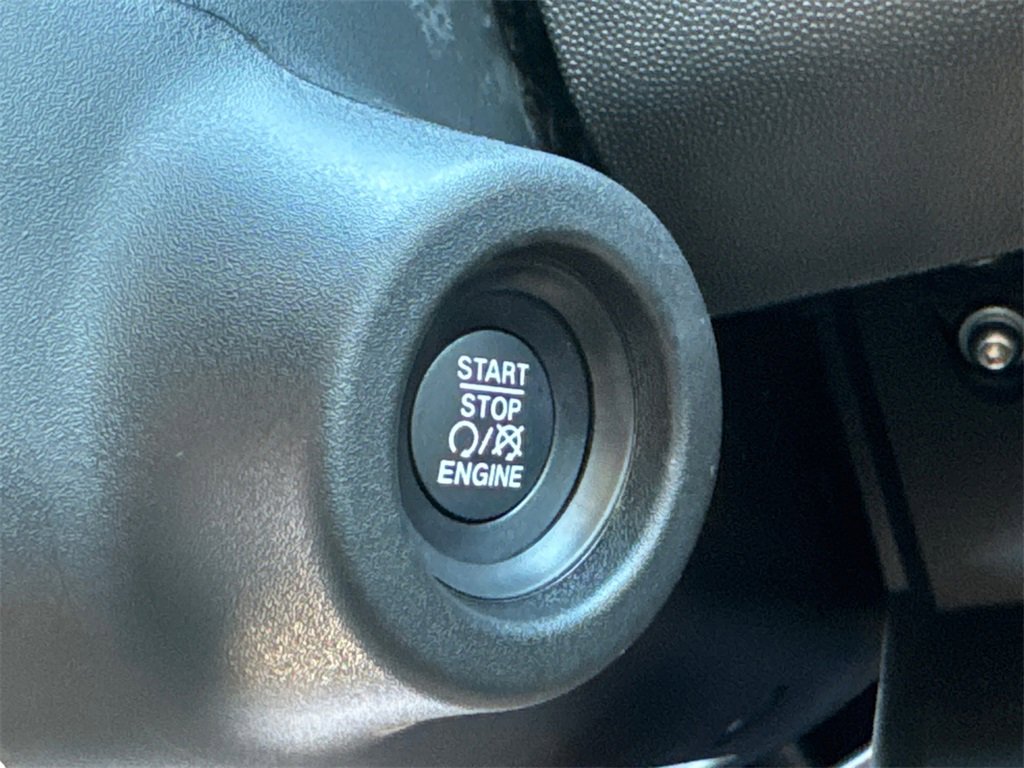 START
STOP
/
ENGINE